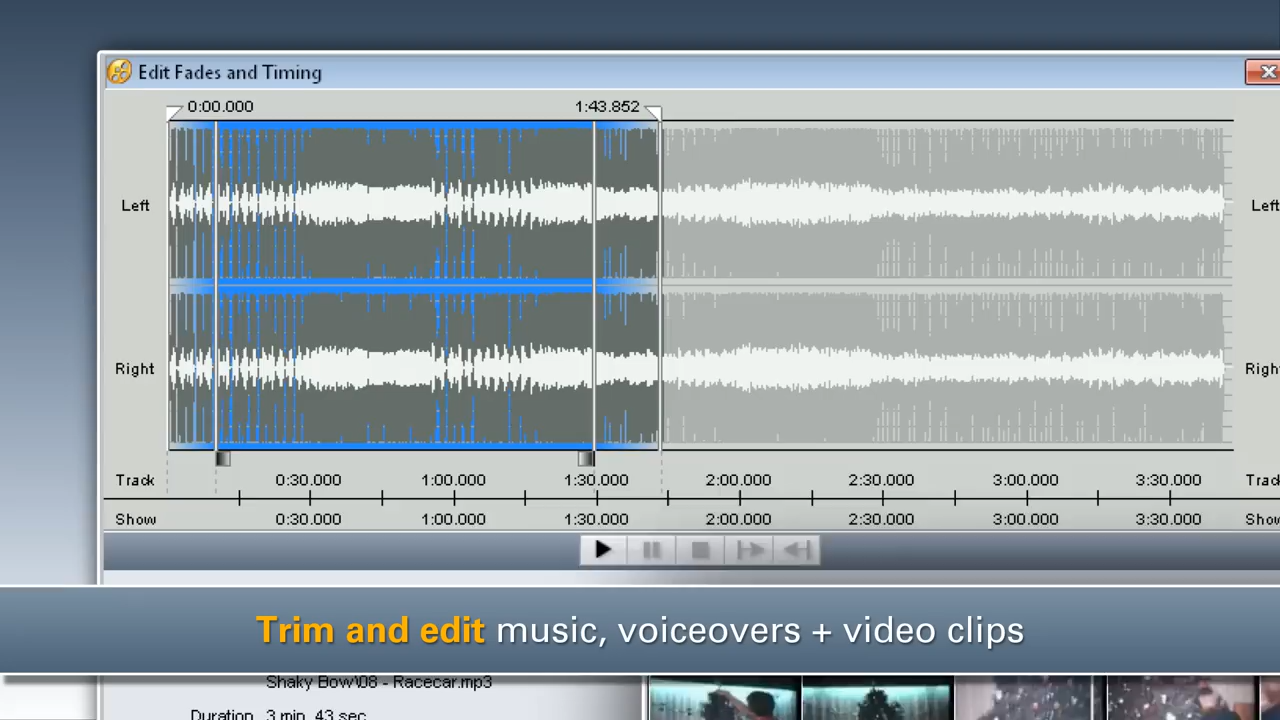 Edit Fades and Timing
0:00.000 1:43.852
Left Left
Right Right
Track 0:30.000 1:00.000 1:30.000 2:00.000 2:30.000 3:00.000 3:30.000 Track
Show 0:30.000 1:00.000 1:30.000 2:00.000 2:30.000 3:00.000 3:30.000 Show
Trim and edit music, voiceovers + video clips
Shaky Bow\08 - Racecar.mp3
Duration 3 min, 43 sec